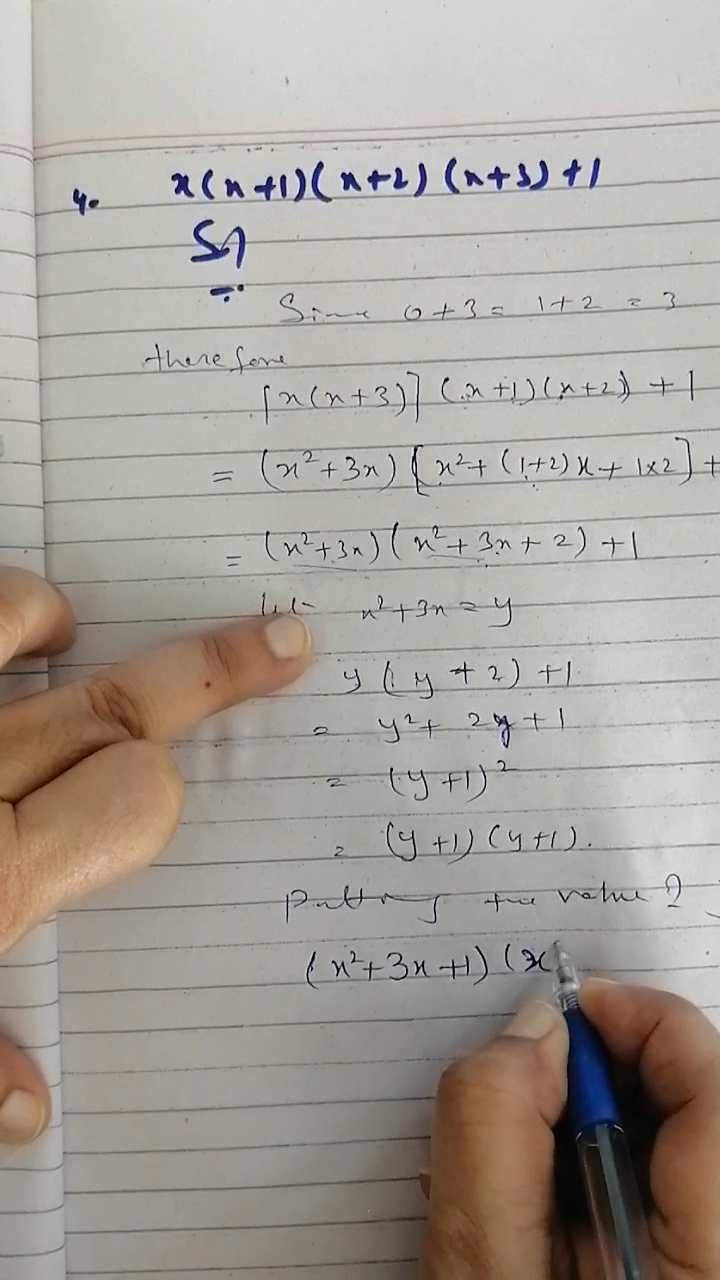 4. x(x+1)(x+2)(x+3)+1
Sol
Since 0+3 = 1+2 = 3
therefore
[x(x+3)] (x+1)(x+2) + 1
= (x²+3x) [x²+ (1+2)x + 1×2] +
= (x²+3x)(x²+3x+2)+1
let x²+3x = y
y (y+2)+1
= y²+ 2y+1
= (y+1)²
= (y+1)(y+1).
Putting the value
(x²+3x+1)(x